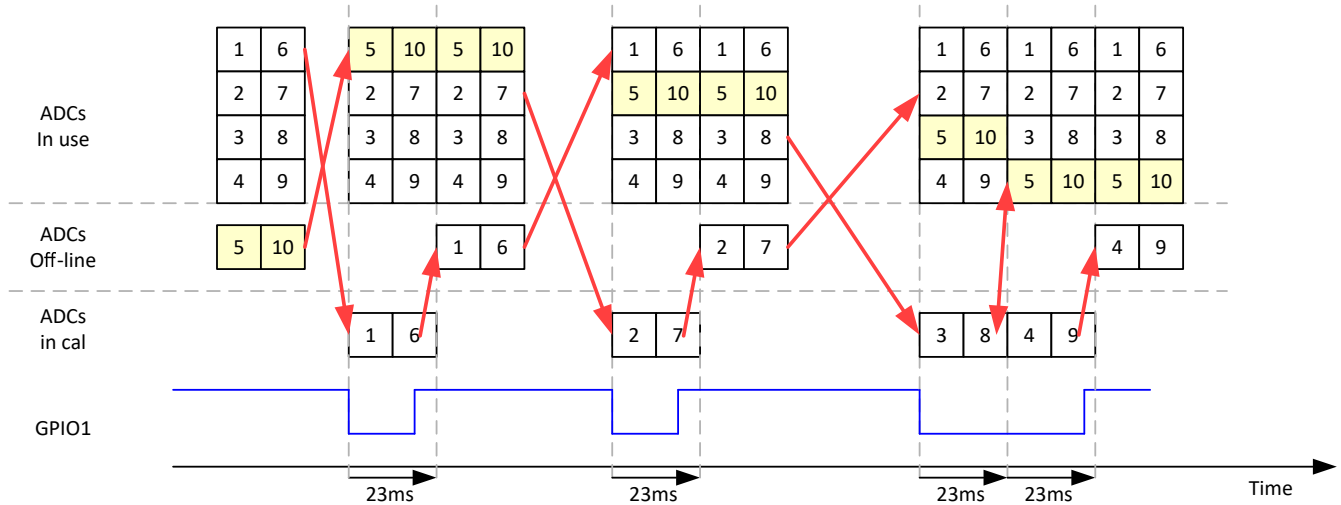 1 6 5 10 5 10 1 6 1 6 1 6 1 6 1 6
2 7 2 7 2 7 5 10 5 10 2 7 2 7 2 7
ADCs
In use
3 8 3 8 3 8 3 8 3 8 5 10 3 8 3 8
4 9 4 9 4 9 4 9 4 9 4 9 5 10 5 10
ADCs
Off-line
5 10 1 6 2 7 4 9
ADCs
in cal
1 6 2 7 3 8 4 9
GPIO1
23ms 23ms 23ms 23ms Time